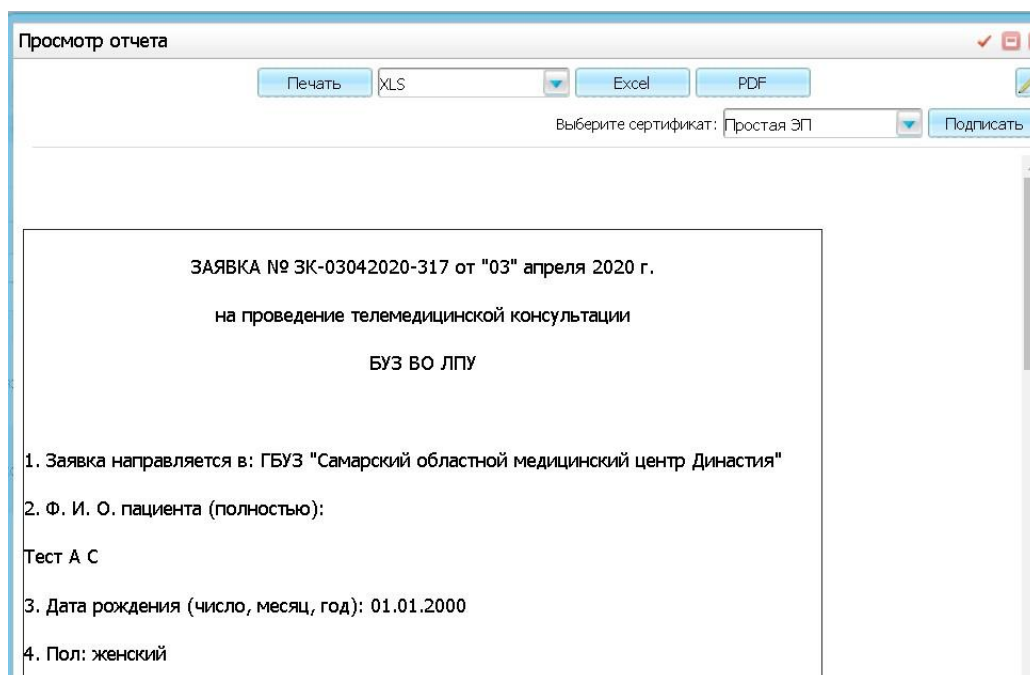 Просмотр отчета
Печать XLS Excel PDF
Выберите сертификат: Простая ЭП Подписать
ЗАЯВКА № ЗК-03042020-317 от "03" апреля 2020 г.
на проведение телемедицинской консультации
БУЗ ВО ЛПУ
1. Заявка направляется в: ГБУЗ "Самарский областной медицинский центр Династия"
2. Ф. И. О. пациента (полностью):
Тест А С
3. Дата рождения (число, месяц, год): 01.01.2000
4. Пол: женский